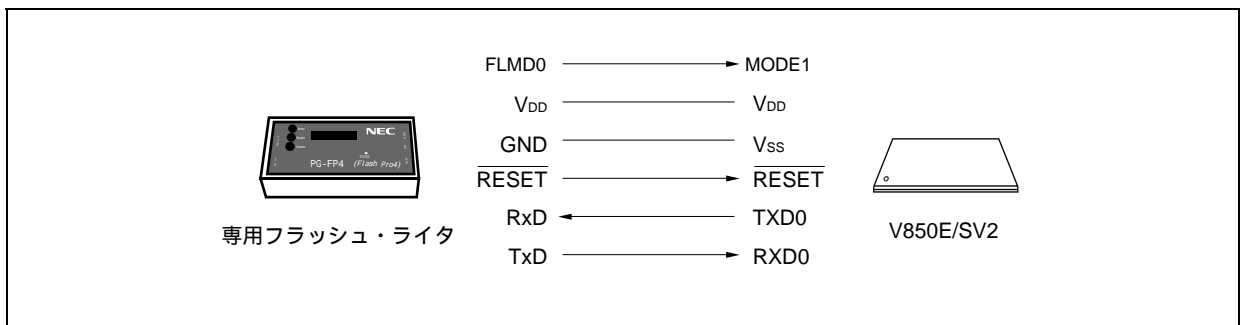 FLMD0 MODE1
VDD VDD
GND VSS
RESET RESET
RxD TXD0
TxD RXD0
NEC
PG-FP4 (Flash Pro4)
専用フラッシュ・ライタ
V850E/SV2